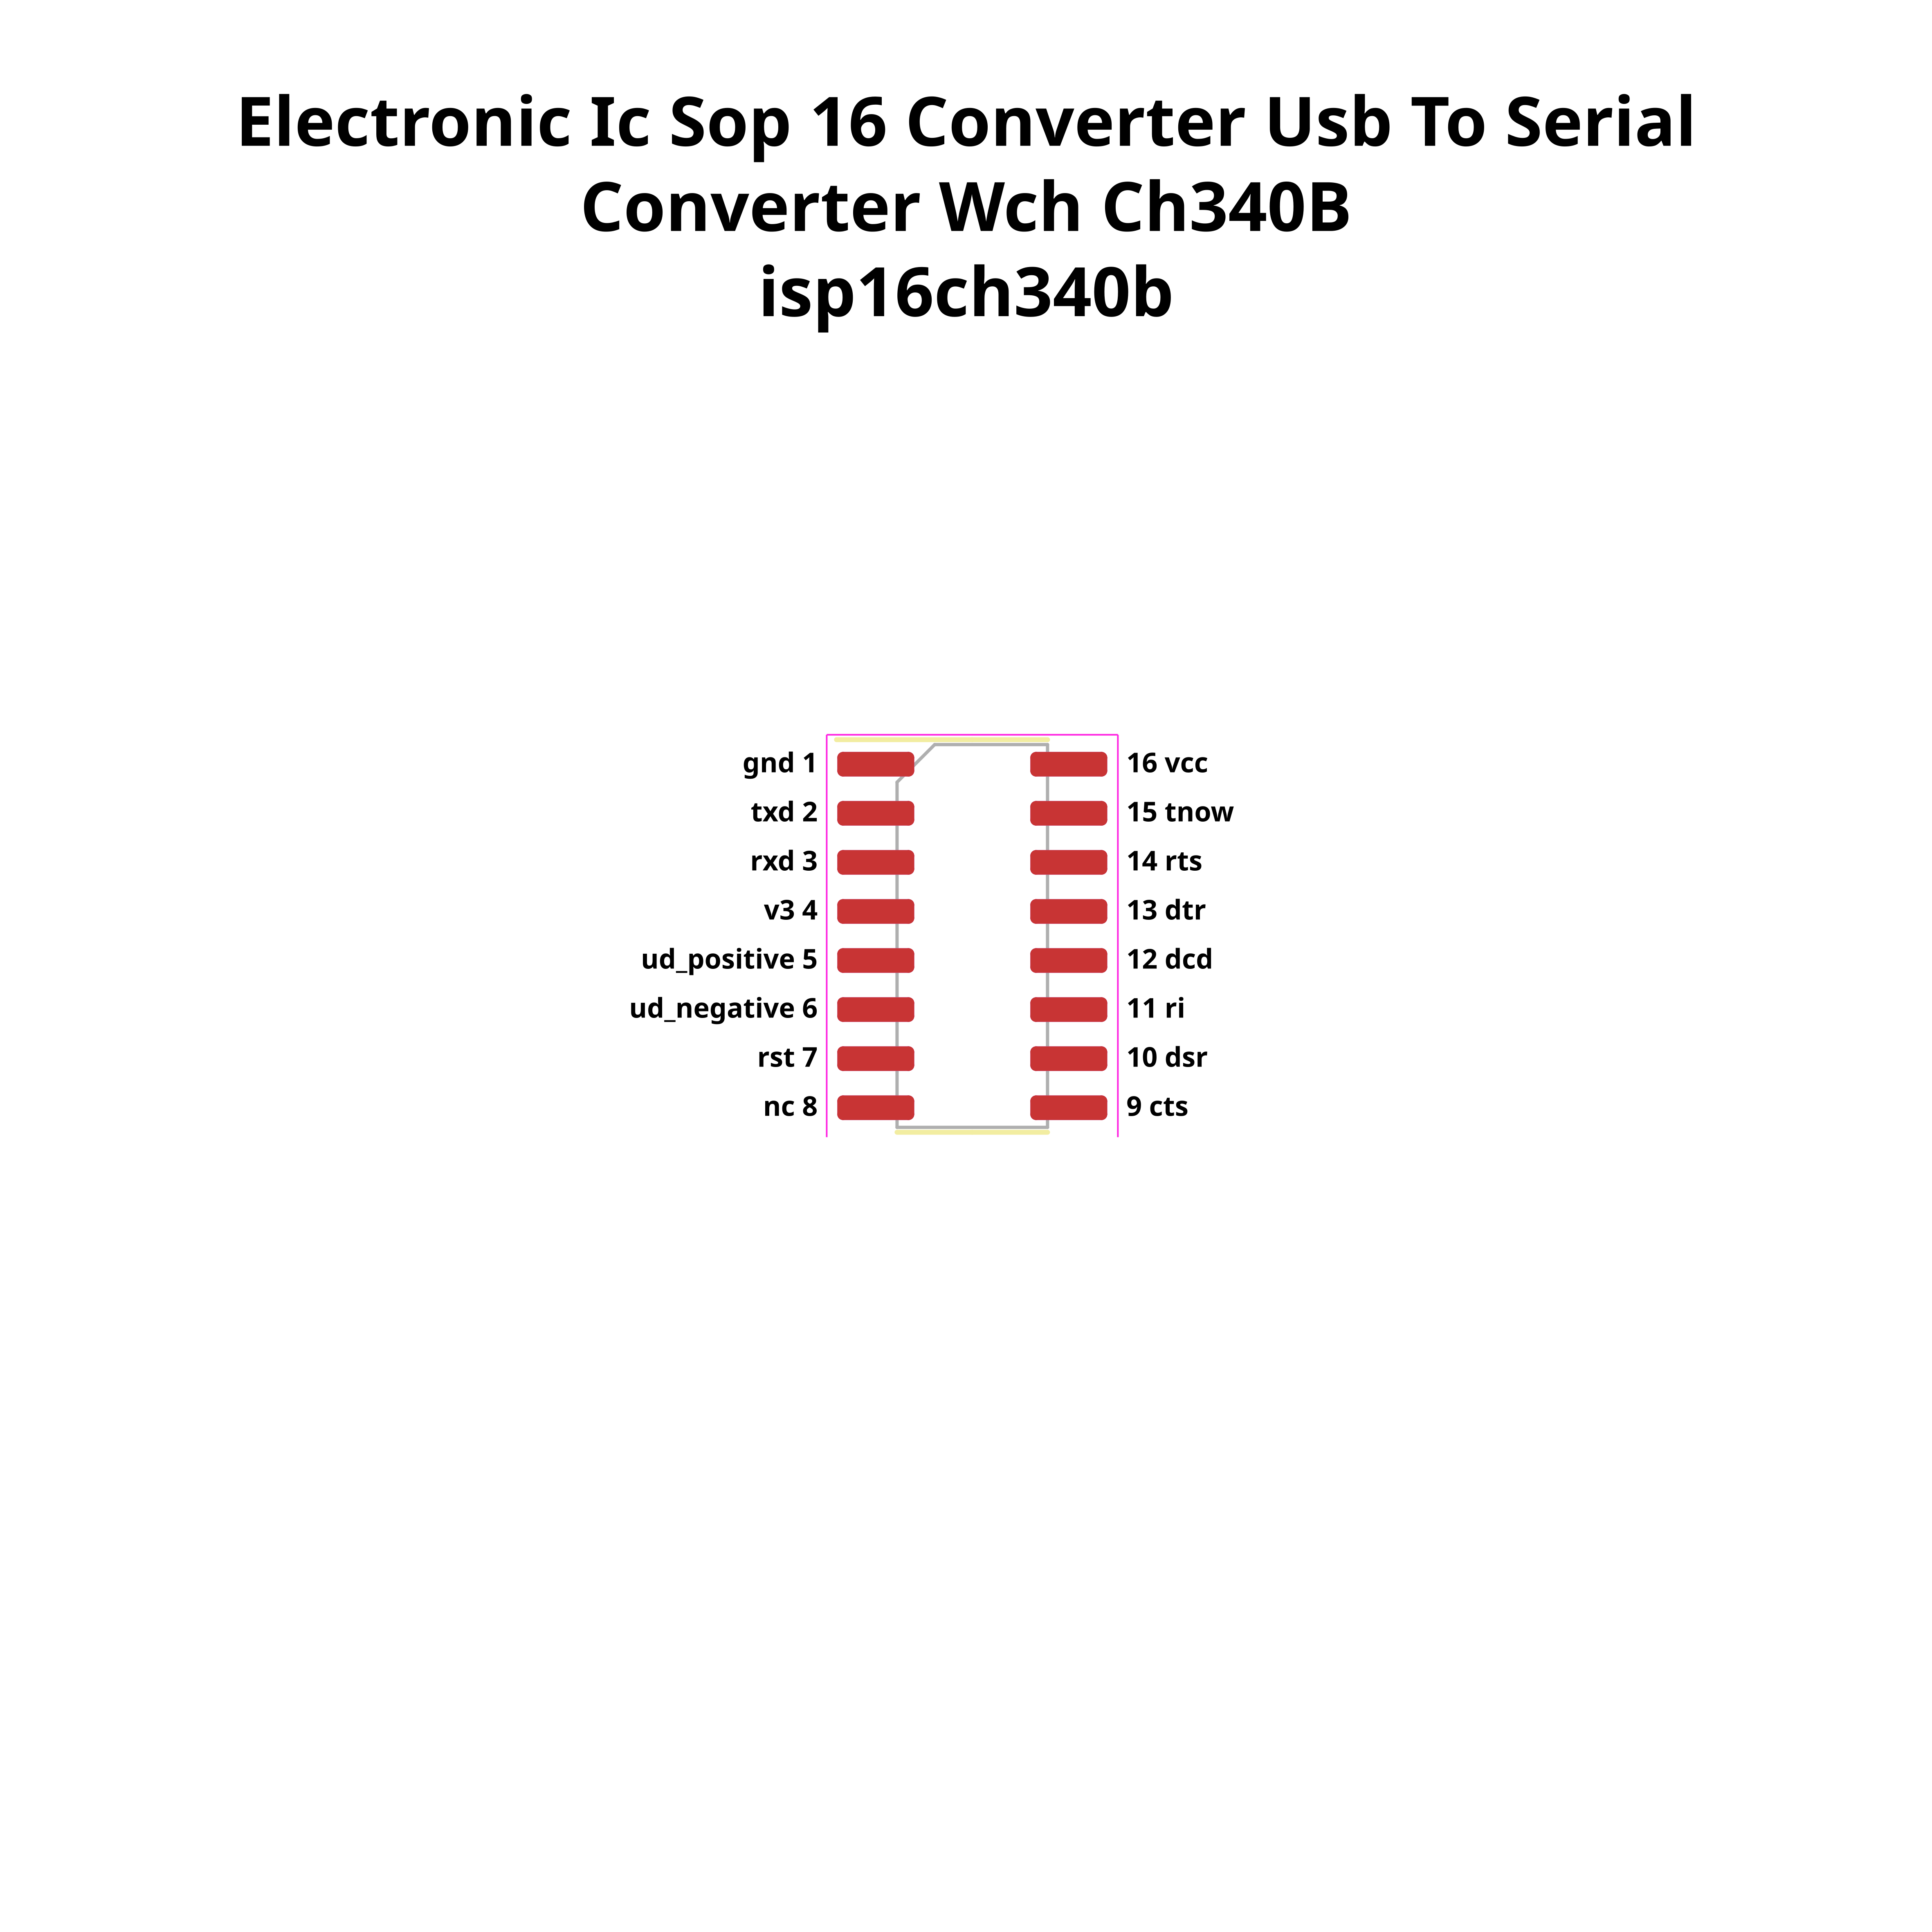 Electronic Ic Sop 16 Converter Usb To Serial
Converter Wch Ch340B
isp16ch340b
gnd 1
16 vcc
txd 2
15 tnow
rxd 3
14 rts
v3 4
13 dtr
ud_positive 5
12 dcd
ud_negative 6
11 ri
rst 7
10 dsr
nc 8
9 cts